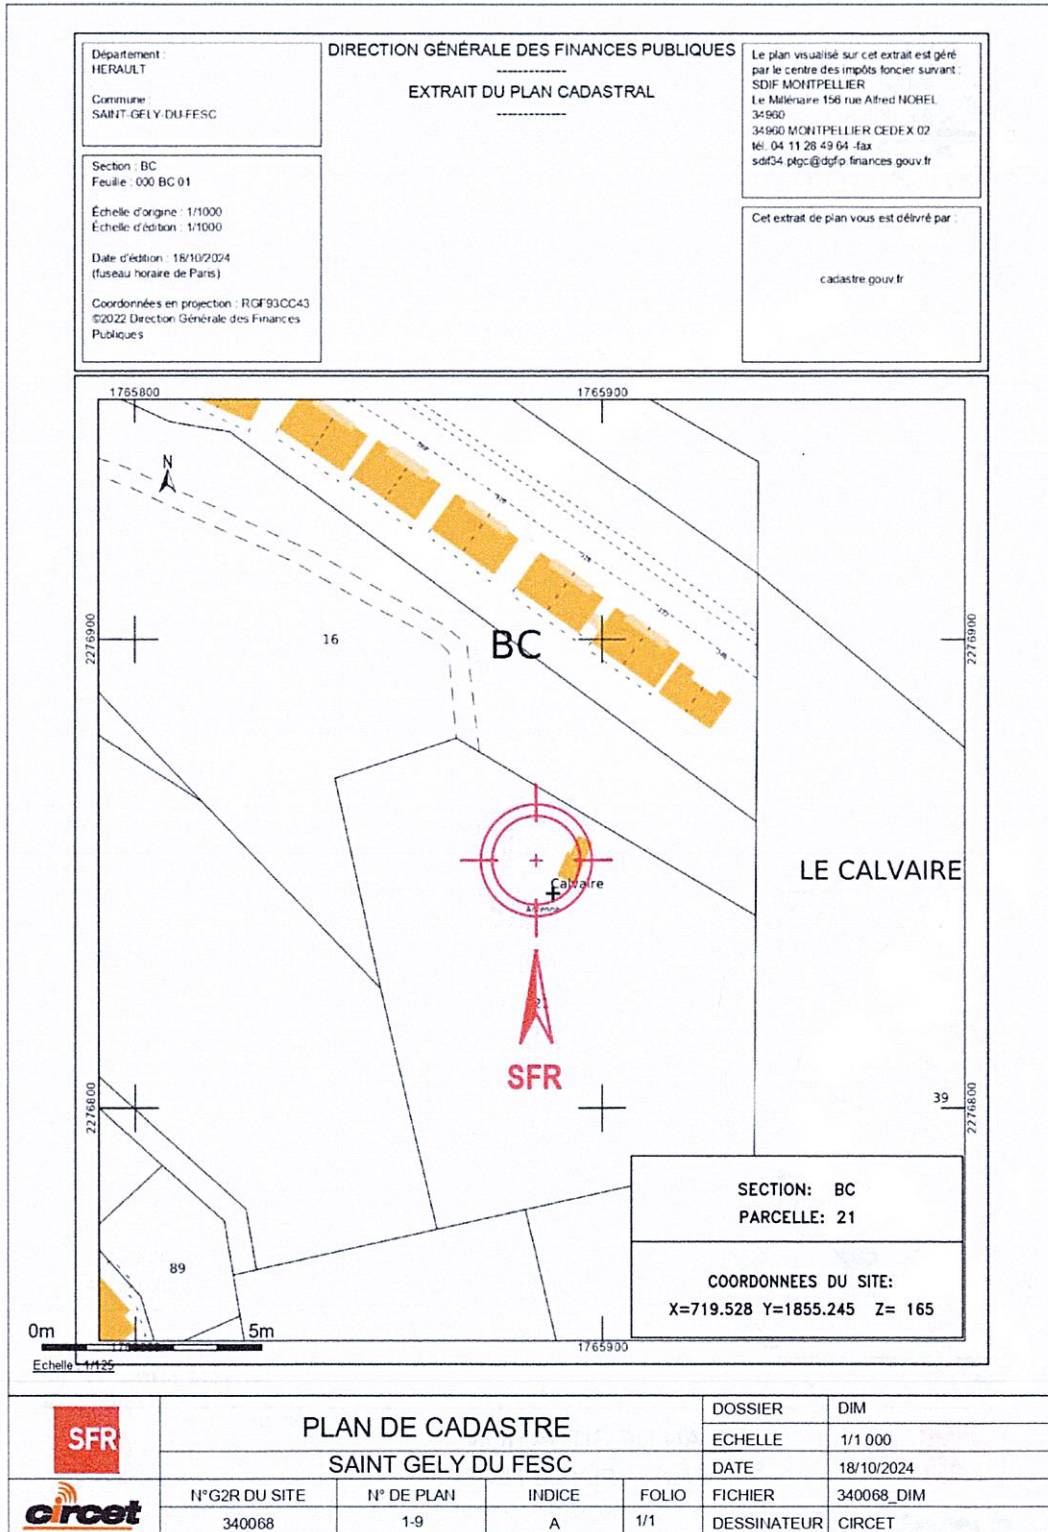 Département :
HERAULT
Commune :
SAINT-GELY-DU-FESC
Section : BC
Feuille : 000 BC 01
Échelle d'origine : 1/1000
Échelle d'édition : 1/1000
Date d'édition : 18/10/2024
(fuseau horaire de Paris)
Coordonnées en projection : RGF93CC43
©2022 Direction Générale des Finances
Publiques
DIRECTION GÉNÉRALE DES FINANCES PUBLIQUES
-------------
EXTRAIT DU PLAN CADASTRAL
-------------
Le plan visualisé sur cet extrait est géré
par le centre des impôts foncier suivant :
SDIF MONTPELLIER
Le Millénaire 156 rue Alfred NOBEL
34960
34960 MONTPELLIER CEDEX 02
tél. 04 11 28 49 64 -fax
sdif34.ptgc@dgfip.finances.gouv.fr
Cet extrait de plan vous est délivré par :
cadastre.gouv.fr
1765800
1765900
N
2276900
16
BC
2276900
LE CALVAIRE
Calvaire
Antenne
21
SFR
2276800
39
2276800
SECTION: BC
PARCELLE: 21
COORDONNEES DU SITE:
X=719.528 Y=1855.245 Z= 165
89
0m
5m
1765900
Echelle : 1/125
SFR
circet
PLAN DE CADASTRE
SAINT GELY DU FESC
N°G2R DU SITE
N° DE PLAN
INDICE
FOLIO
340068
1-9
A
1/1
DOSSIER
DIM
ECHELLE
1/1 000
DATE
18/10/2024
FICHIER
340068_DIM
DESSINATEUR
CIRCET